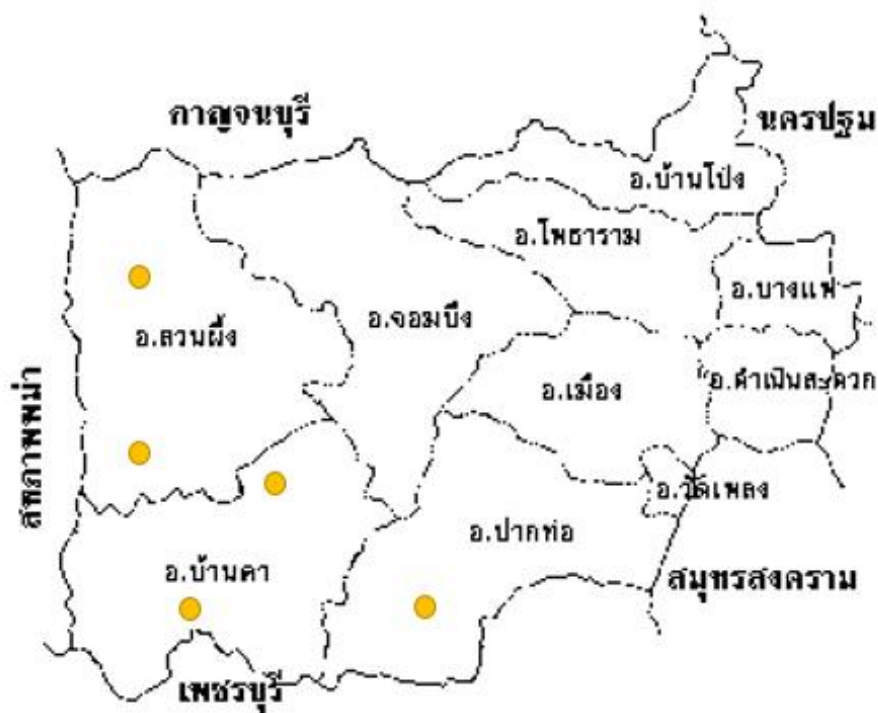 กาญจนบุรี
นครปฐม
อ.บ้านโป่ง
อ.โพธาราม
อ.บางแพ
อ.จอมบึง
อ.สวนผึ้ง
อ.เมือง
อ.ดำเนินสะดวก
สหภาพพม่า
อ.วัดเพลง
อ.ปากท่อ
อ.บ้านคา
สมุทรสงคราม
เพชรบุรี